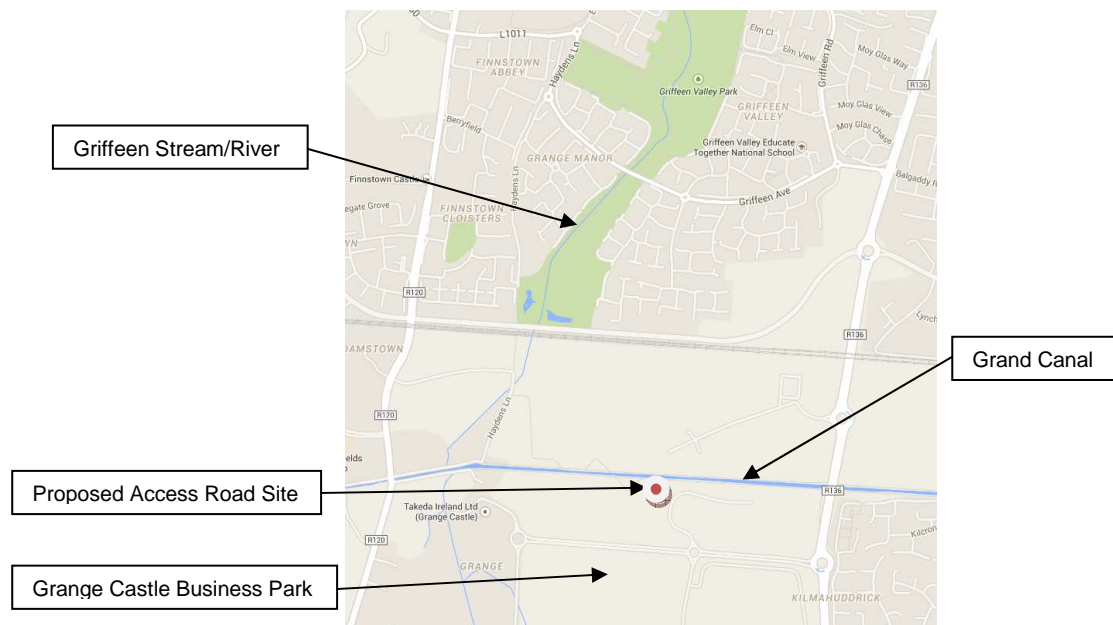 L1011
Haydens Ln
FINNSTOWN
ABBEY
Elm Cl
Elm View
Griffeen Rd
Moy Glas Way
R136
Griffeen Valley Park
Moy Glas View
Moy Glas Chase
GRIFFEEN
VALLEY
Berryfield
Griffeen Stream/River
GRANGE MANOR
Griffeen Valley Educate
Together National School
Finnstown Castle
Haydens Ln
Griffeen Ave
Balgaddy R
egate Grove
FINNSTOWN
CLOISTERS
WN
R120
Lynch
R136
DAMSTOWN
Grand Canal
R120
Haydens Ln
elds
Proposed Access Road Site
R136
Takeda Ireland Ltd
(Grange Castle)
R120
Kilcron
GRANGE
Grange Castle Business Park
KILMAHUDDRICK